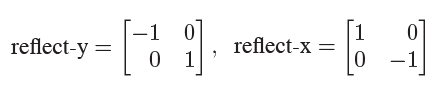 reflect-y = [−1 0 0 1], reflect-x = [1 0 0 −1]